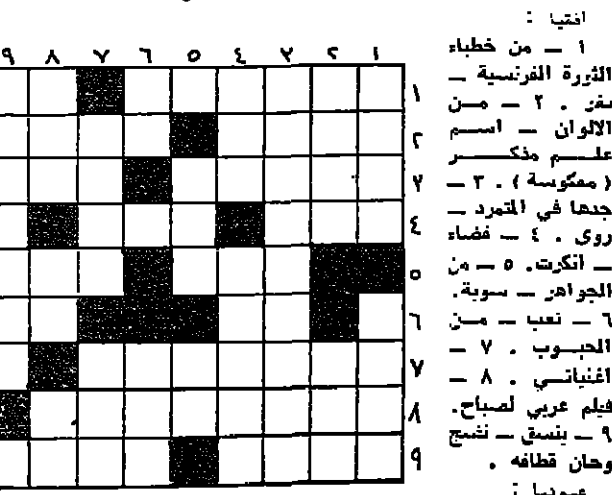 افقيا :
١ — من خطباء
الثورة الفرنسية —
سفر . ٢ — من
الالوان — اسم
علم مذكر
( معكوسة ) . ٣ —
جدها في التمرد —
روى . ٤ — فضاء
— انكرت. ٥ — من
الجواهر — سوية.
٦ — نعب — من
الحبوب . ٧ —
اغنياتي . ٨ —
فيلم عربي لصباح.
٩ — ينسق — نضج
وحان قطافه .
عموديا :
٩ ٨ ٧ ٦ ٥ ٤ ٣ ٢ ١
١
٢
٣
٤
٥
٦
٧
٨
٩